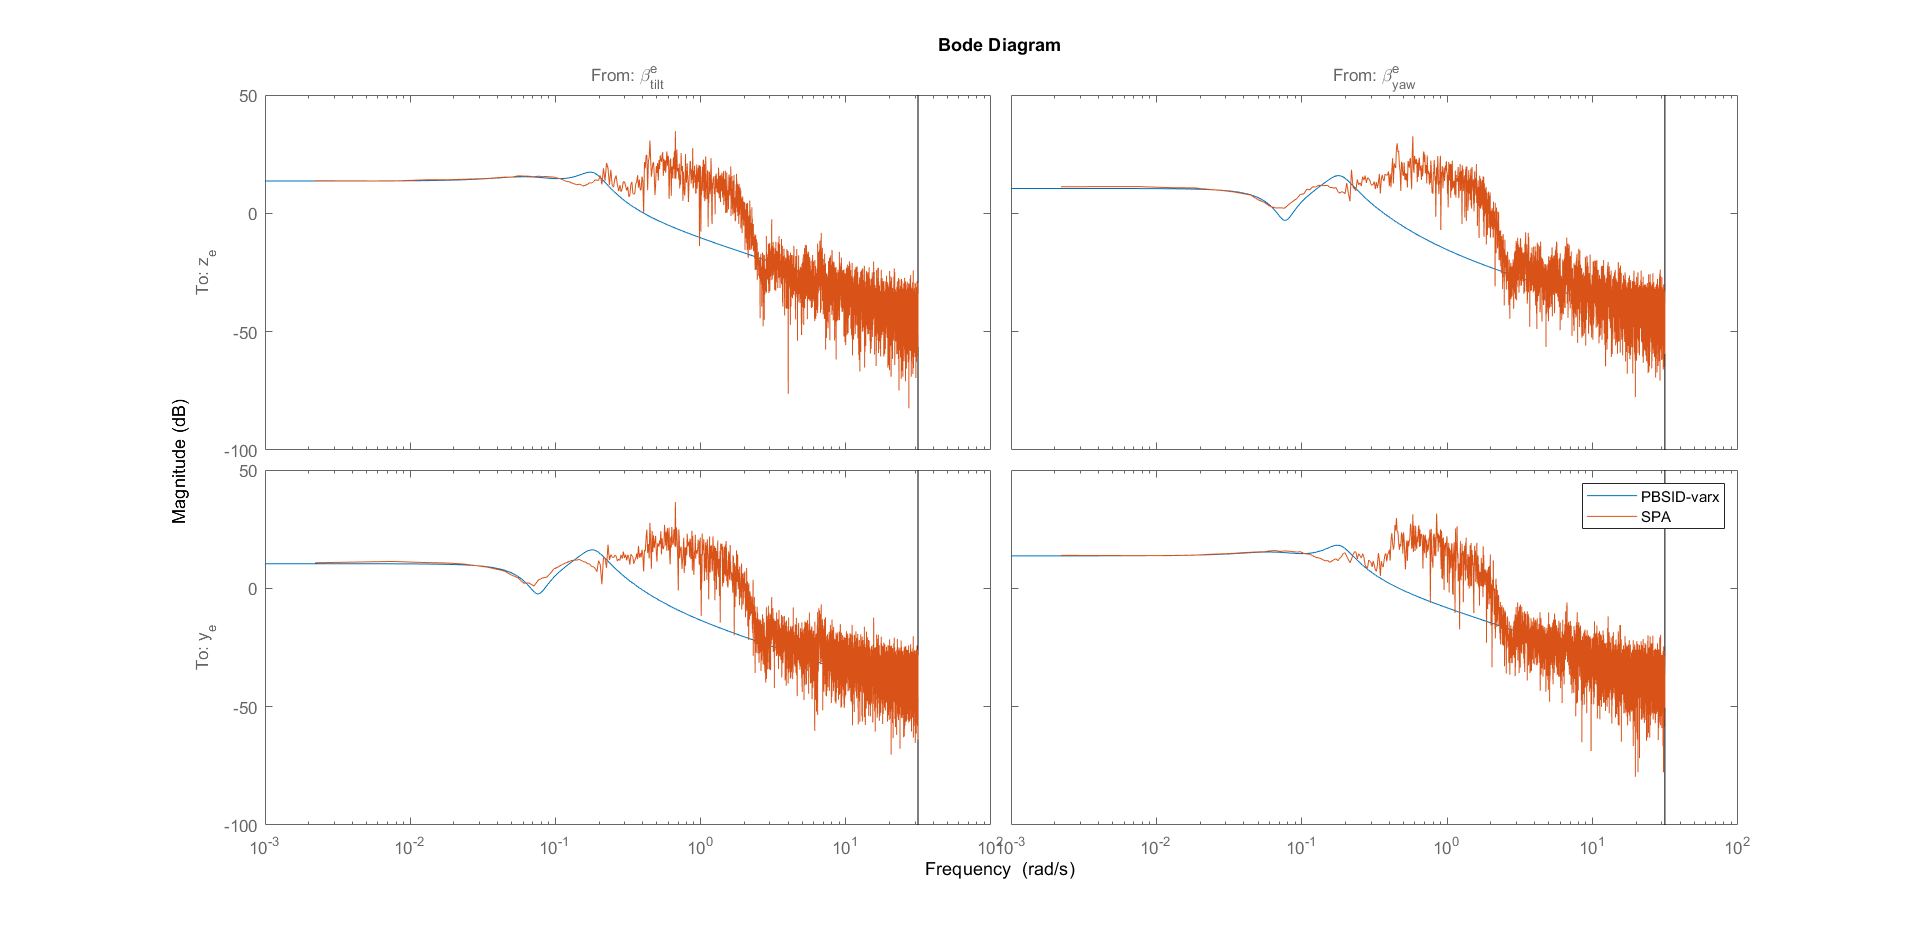 Bode Diagram
From: β^e_tilt
From: β^e_yaw
Magnitude (dB)
To: z_e
50
0
-50
-100
To: y_e
50
0
-50
-100
PBSID-varx
SPA
10^-3
10^-2
10^-1
10^0
10^1
10^2
10^-3
10^-2
10^-1
10^0
10^1
10^2
Frequency (rad/s)